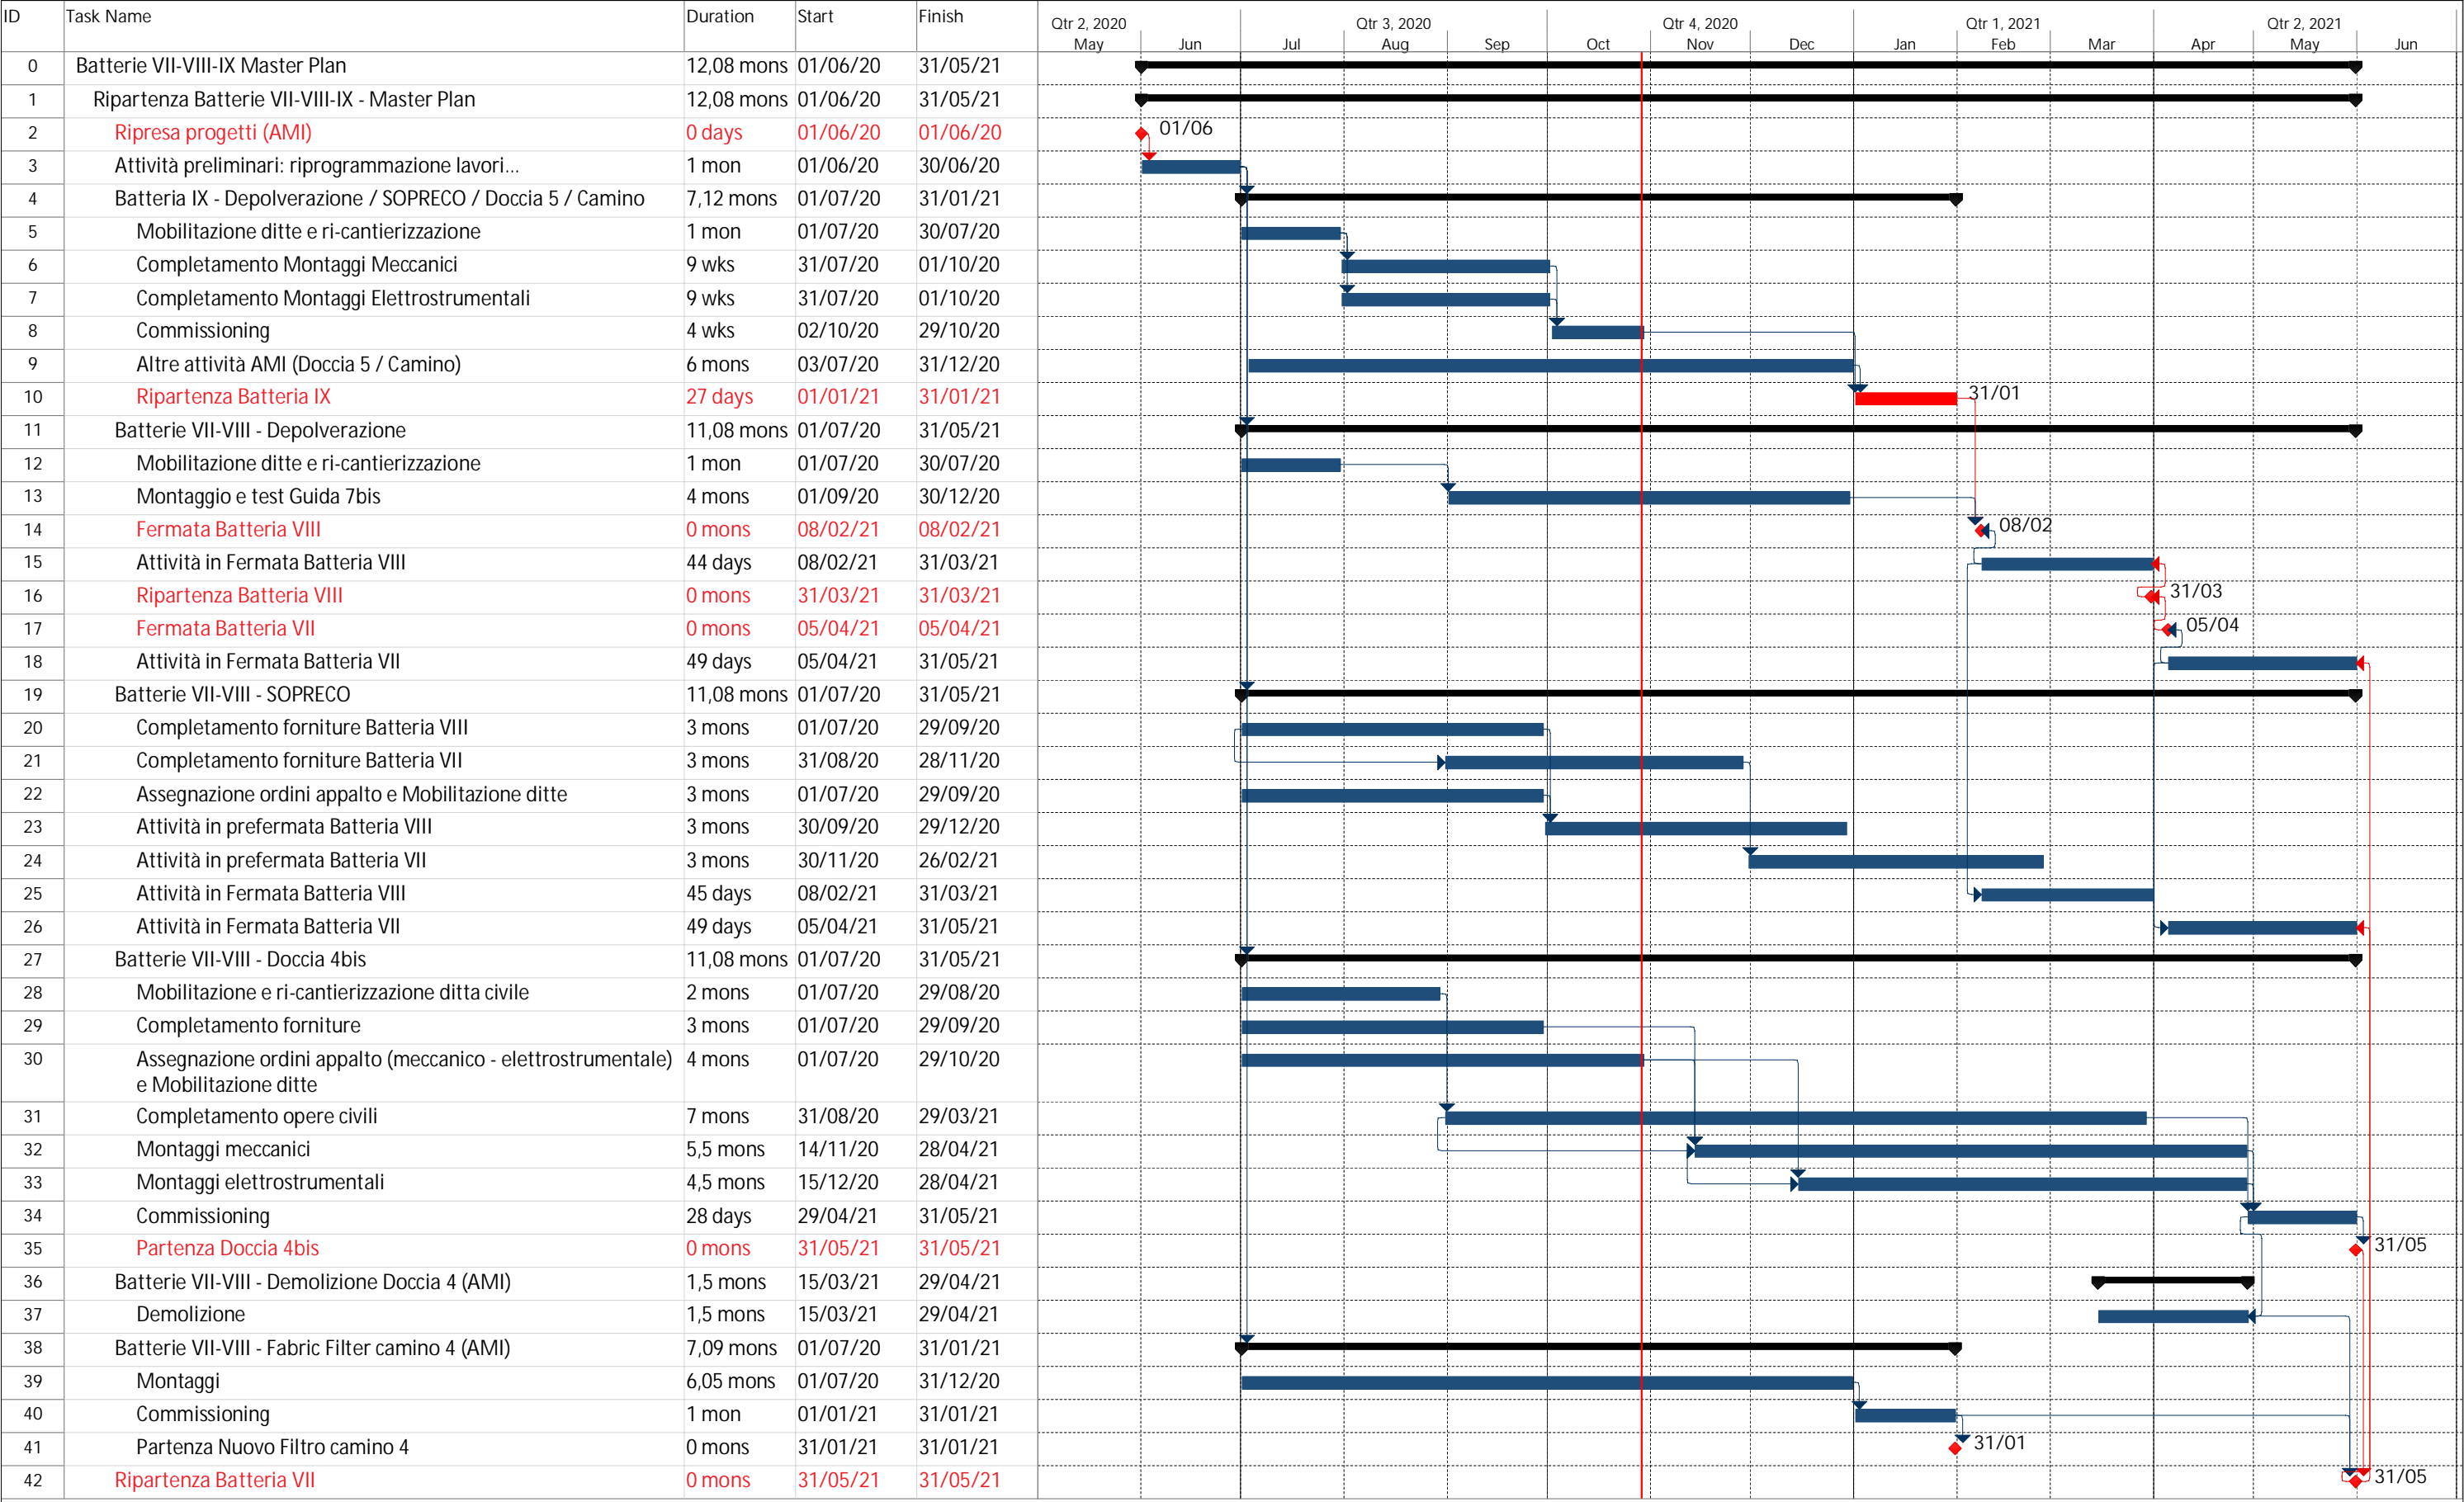 ID Task Name Duration Start Finish
Qtr 2, 2020 Qtr 3, 2020 Qtr 4, 2020 Qtr 1, 2021 Qtr 2, 2021
May Jun Jul Aug Sep Oct Nov Dec Jan Feb Mar Apr May Jun
0 Batterie VII-VIII-IX Master Plan 12,08 mons 01/06/20 31/05/21
1 Ripartenza Batterie VII-VIII-IX - Master Plan 12,08 mons 01/06/20 31/05/21
2 Ripresa progetti (AMI) 0 days 01/06/20 01/06/20 01/06
3 Attività preliminari: riprogrammazione lavori... 1 mon 01/06/20 30/06/20
4 Batteria IX - Depolverazione / SOPRECO / Doccia 5 / Camino 7,12 mons 01/07/20 31/01/21
5 Mobilitazione ditte e ri-cantierizzazione 1 mon 01/07/20 30/07/20
6 Completamento Montaggi Meccanici 9 wks 31/07/20 01/10/20
7 Completamento Montaggi Elettrostrumentali 9 wks 31/07/20 01/10/20
8 Commissioning 4 wks 02/10/20 29/10/20
9 Altre attività AMI (Doccia 5 / Camino) 6 mons 03/07/20 31/12/20
10 Ripartenza Batteria IX 27 days 01/01/21 31/01/21 31/01
11 Batterie VII-VIII - Depolverazione 11,08 mons 01/07/20 31/05/21
12 Mobilitazione ditte e ri-cantierizzazione 1 mon 01/07/20 30/07/20
13 Montaggio e test Guida 7bis 4 mons 01/09/20 30/12/20
14 Fermata Batteria VIII 0 mons 08/02/21 08/02/21 08/02
15 Attività in Fermata Batteria VIII 44 days 08/02/21 31/03/21
16 Ripartenza Batteria VIII 0 mons 31/03/21 31/03/21 31/03
17 Fermata Batteria VII 0 mons 05/04/21 05/04/21 05/04
18 Attività in Fermata Batteria VII 49 days 05/04/21 31/05/21
19 Batterie VII-VIII - SOPRECO 11,08 mons 01/07/20 31/05/21
20 Completamento forniture Batteria VIII 3 mons 01/07/20 29/09/20
21 Completamento forniture Batteria VII 3 mons 31/08/20 28/11/20
22 Assegnazione ordini appalto e Mobilitazione ditte 3 mons 01/07/20 29/09/20
23 Attività in prefermata Batteria VIII 3 mons 30/09/20 29/12/20
24 Attività in prefermata Batteria VII 3 mons 30/11/20 26/02/21
25 Attività in Fermata Batteria VIII 45 days 08/02/21 31/03/21
26 Attività in Fermata Batteria VII 49 days 05/04/21 31/05/21
27 Batterie VII-VIII - Doccia 4bis 11,08 mons 01/07/20 31/05/21
28 Mobilitazione e ri-cantierizzazione ditta civile 2 mons 01/07/20 29/08/20
29 Completamento forniture 3 mons 01/07/20 29/09/20
30 Assegnazione ordini appalto (meccanico - elettrostrumentale) 4 mons 01/07/20 29/10/20
e Mobilitazione ditte
31 Completamento opere civili 7 mons 31/08/20 29/03/21
32 Montaggi meccanici 5,5 mons 14/11/20 28/04/21
33 Montaggi elettrostrumentali 4,5 mons 15/12/20 28/04/21
34 Commissioning 28 days 29/04/21 31/05/21
35 Partenza Doccia 4bis 0 mons 31/05/21 31/05/21 31/05
36 Batterie VII-VIII - Demolizione Doccia 4 (AMI) 1,5 mons 15/03/21 29/04/21
37 Demolizione 1,5 mons 15/03/21 29/04/21
38 Batterie VII-VIII - Fabric Filter camino 4 (AMI) 7,09 mons 01/07/20 31/01/21
39 Montaggi 6,05 mons 01/07/20 31/12/20
40 Commissioning 1 mon 01/01/21 31/01/21
41 Partenza Nuovo Filtro camino 4 0 mons 31/01/21 31/01/21 31/01
42 Ripartenza Batteria VII 0 mons 31/05/21 31/05/21 31/05